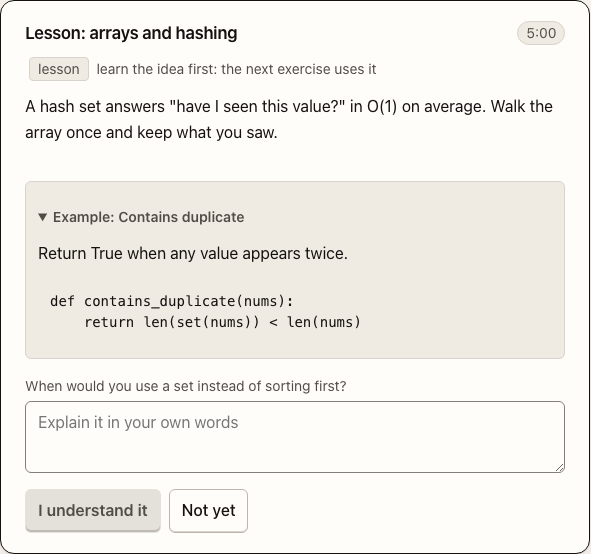 Lesson: arrays and hashing
5:00
lesson learn the idea first: the next exercise uses it
A hash set answers "have I seen this value?" in O(1) on average. Walk the
array once and keep what you saw.
▼ Example: Contains duplicate
Return True when any value appears twice.
def contains_duplicate(nums):
    return len(set(nums)) < len(nums)
When would you use a set instead of sorting first?
Explain it in your own words
I understand it
Not yet